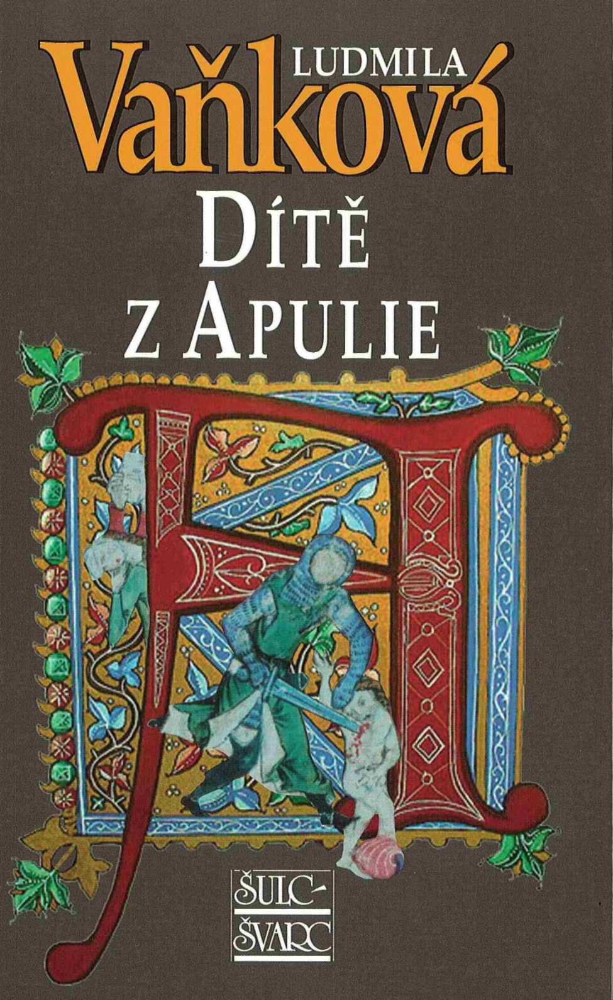 LUDMILA
Vaňková
DÍTĚ
Z APULIE
ŠULC-
ŠVARC